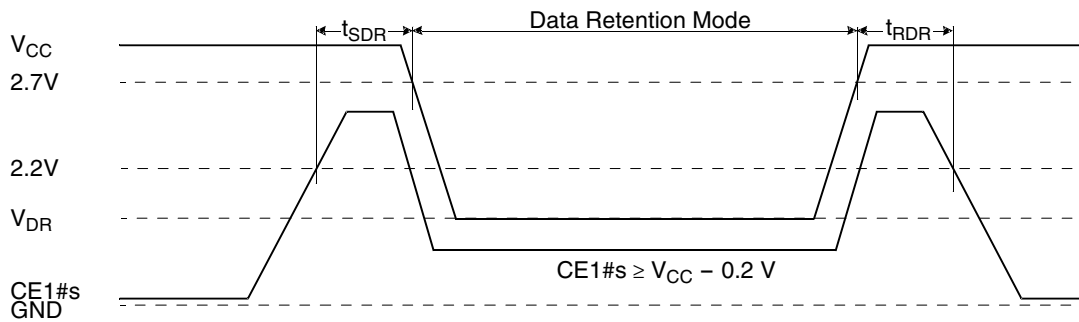 Data Retention Mode
tSDR
tRDR
VCC
2.7V
2.2V
VDR
CE1#s ≥ VCC − 0.2 V
CE1#s
GND